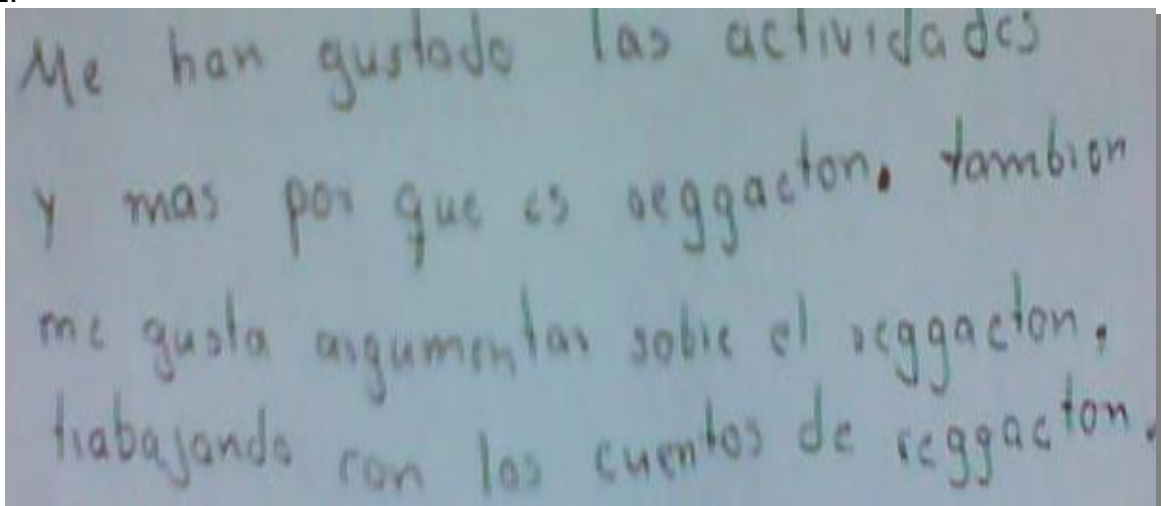 Me han gustado las actividades
y mas por que es reggaeton. tambien
me gusta argumentar sobre el reggaeton.
trabajando con los cuentos de reggaeton.